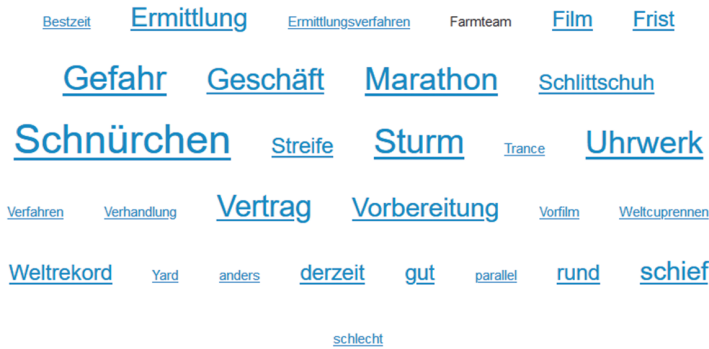 Bestzeit Ermittlung Ermittlungsverfahren Farmteam Film Frist
Gefahr Geschäft Marathon Schlittschuh
Schnürchen Streife Sturm Trance Uhrwerk
Verfahren Verhandlung Vertrag Vorbereitung Vorfilm Weltcuprennen
Weltrekord Yard anders derzeit gut parallel rund schief
schlecht